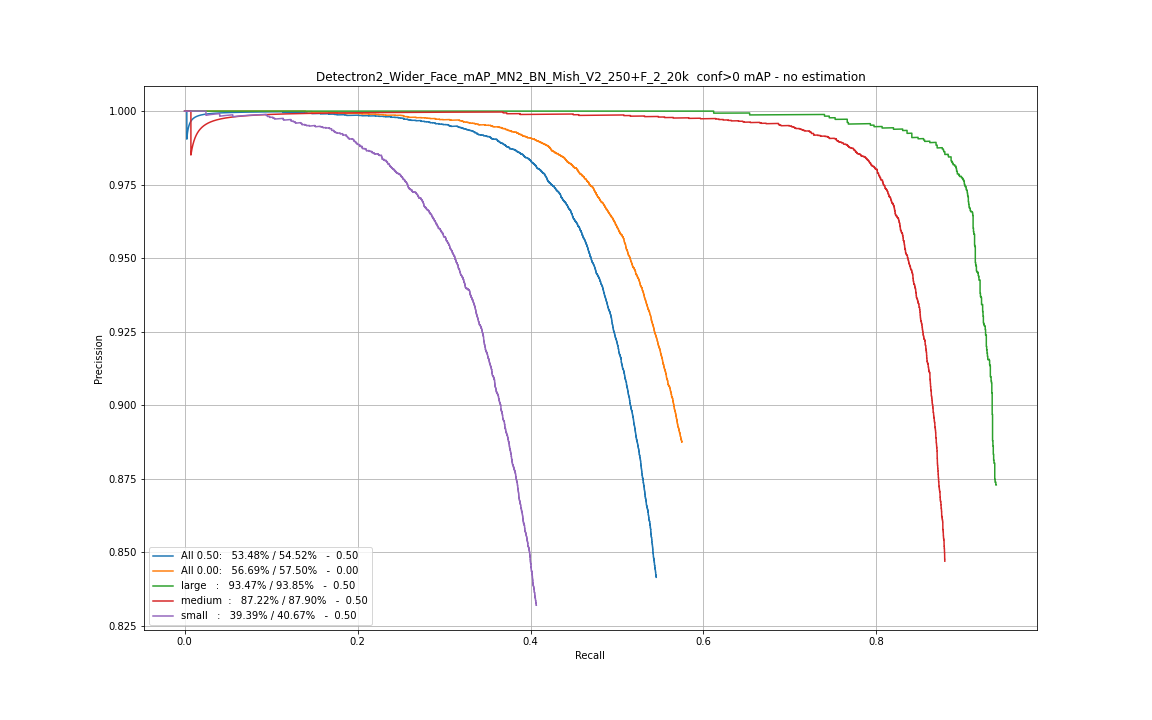 Detectron2_Wider_Face_mAP_MN2_BN_Mish_V2_250+F_2_20k conf>0 mAP - no estimation
1.000
0.975
0.950
0.925
0.900
0.875
0.850
0.825
Precission
All 0.50: 53.48% / 54.52% - 0.50
All 0.00: 56.69% / 57.50% - 0.00
large : 93.47% / 93.85% - 0.50
medium : 87.22% / 87.90% - 0.50
small : 39.39% / 40.67% - 0.50
0.0 0.2 0.4 0.6 0.8
Recall